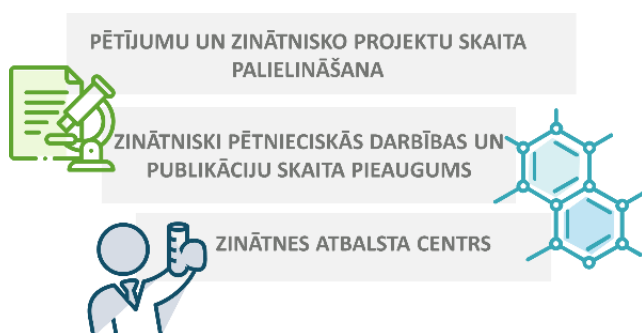 PĒTĪJUMU UN ZINĀTNISKO PROJEKTU SKAITA
PALIELINĀŠANA
ZINĀTNISKI PĒTNIECISKĀS DARBĪBAS UN
PUBLIKĀCIJU SKAITA PIEAUGUMS
ZINĀTNES ATBALSTA CENTRS